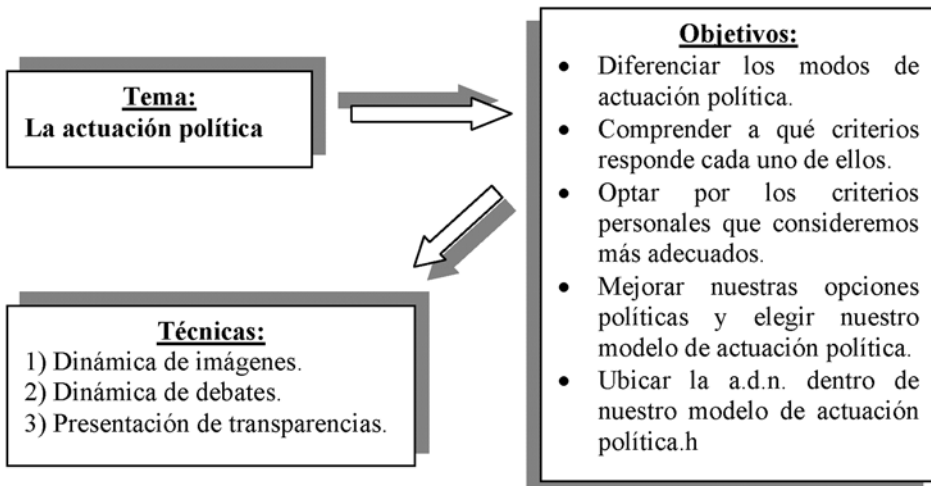 Tema:
La actuación política
Objetivos:
• Diferenciar los modos de
actuación política.
• Comprender a qué criterios
responde cada uno de ellos.
• Optar por los criterios
personales que consideremos
más adecuados.
• Mejorar nuestras opciones
políticas y elegir nuestro
modelo de actuación política.
• Ubicar la a.d.n. dentro de
nuestro modelo de actuación
política.h
Técnicas:
1) Dinámica de imágenes.
2) Dinámica de debates.
3) Presentación de transparencias.